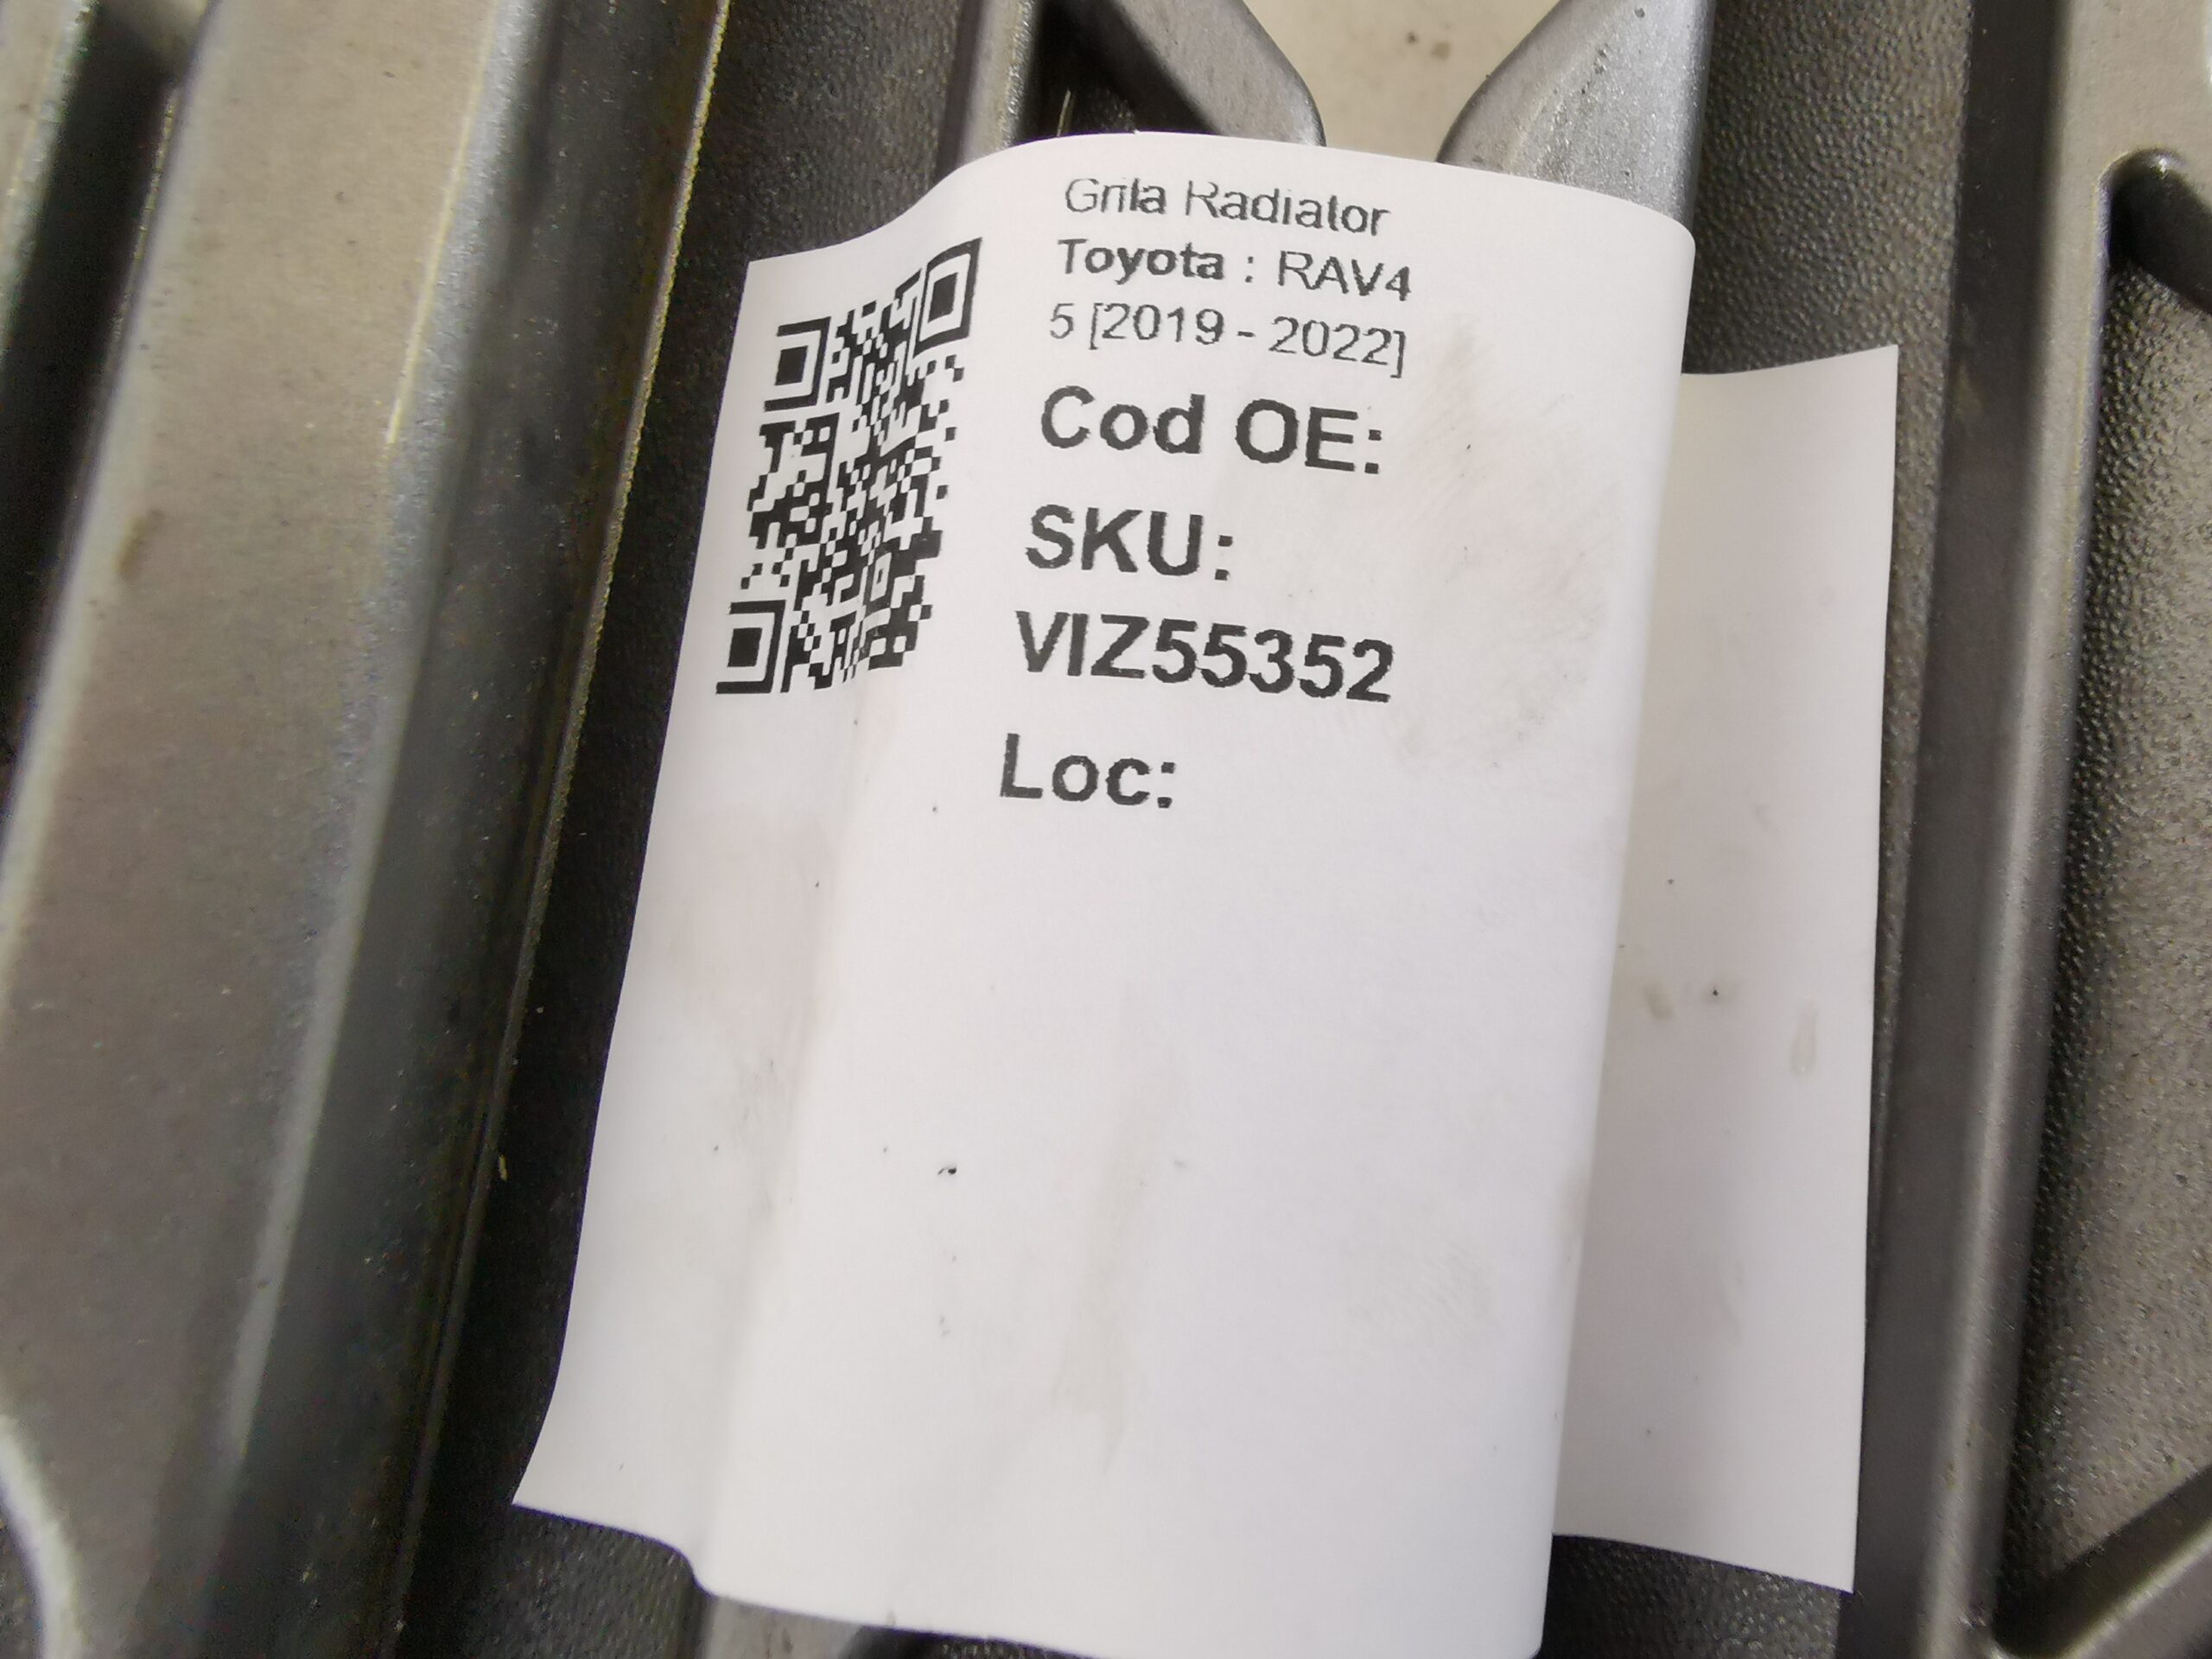 Grila Radiator
Toyota : RAV4
5 [2019 - 2022]
Cod OE:
SKU:
VIZ55352
Loc: